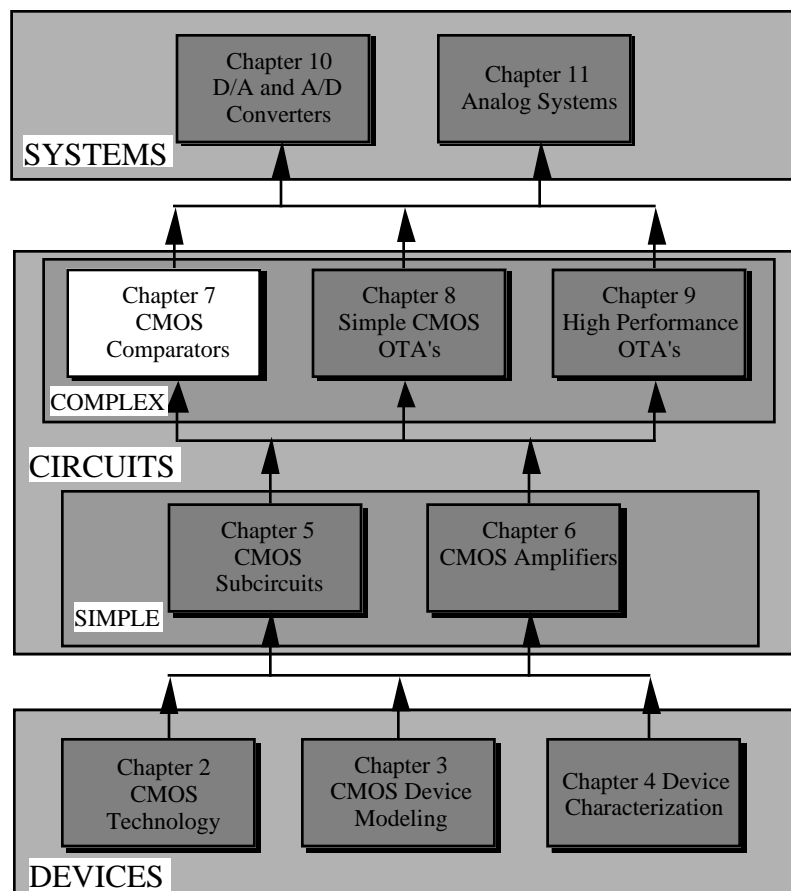 Chapter 10
D/A and A/D
Converters
Chapter 11
Analog Systems
SYSTEMS
Chapter 7
CMOS
Comparators
Chapter 8
Simple CMOS
OTA's
Chapter 9
High Performance
OTA's
COMPLEX
CIRCUITS
Chapter 5
CMOS
Subcircuits
Chapter 6
CMOS Amplifiers
SIMPLE
Chapter 2
CMOS
Technology
Chapter 3
CMOS Device
Modeling
Chapter 4 Device
Characterization
DEVICES